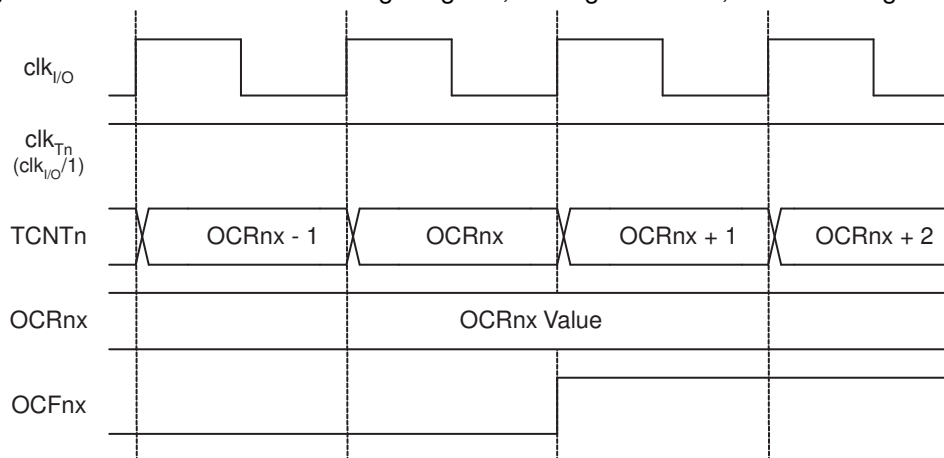 clk_I/O
clk_Tn
(clk_I/O/1)
TCNTn OCRnx - 1 OCRnx OCRnx + 1 OCRnx + 2
OCRnx OCRnx Value
OCFnx